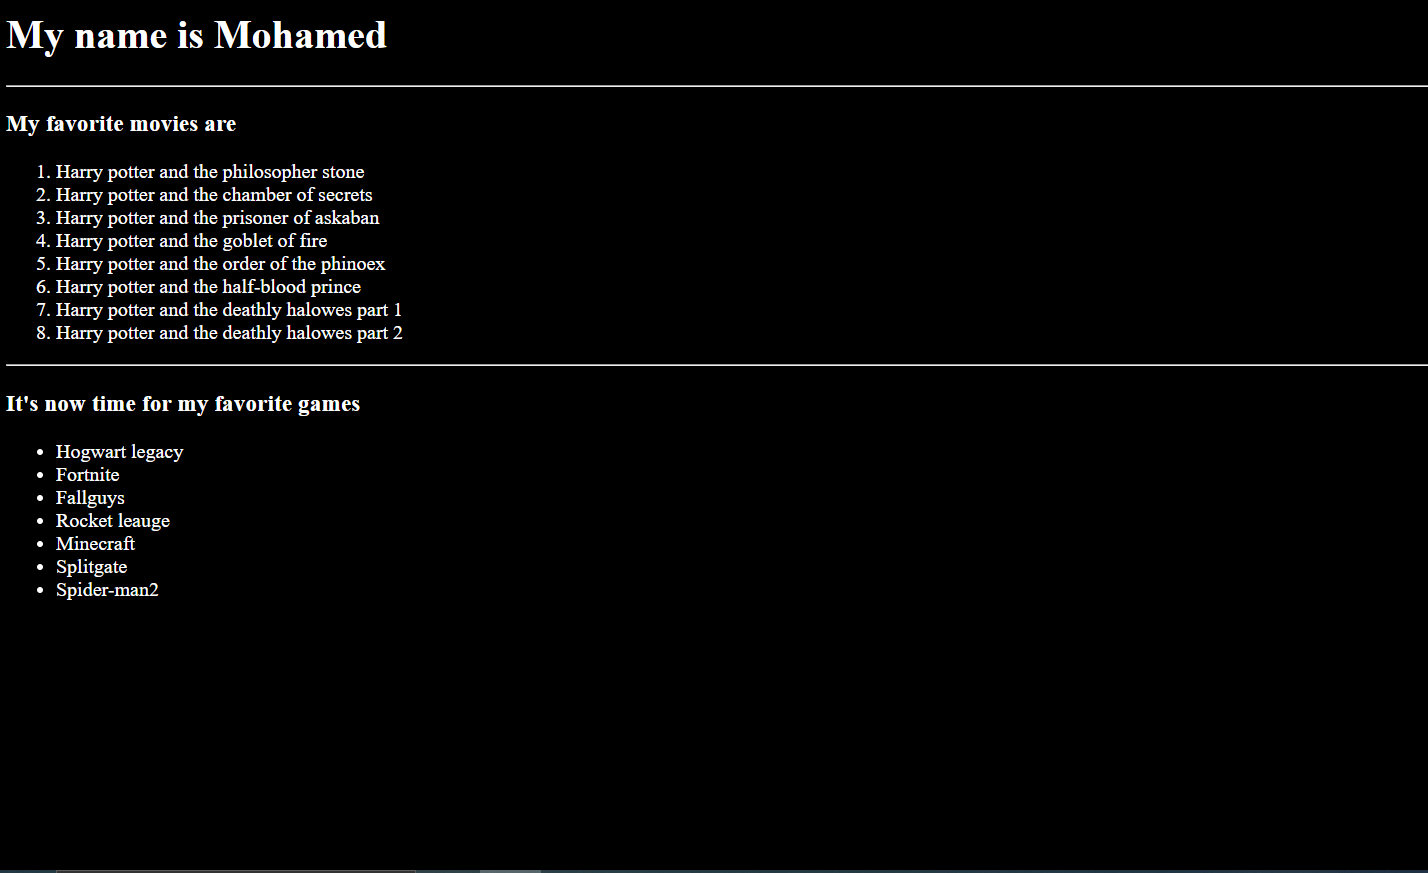 My name is Mohamed
My favorite movies are
1. Harry potter and the philosopher stone
2. Harry potter and the chamber of secrets
3. Harry potter and the prisoner of askaban
4. Harry potter and the goblet of fire
5. Harry potter and the order of the phinoex
6. Harry potter and the half-blood prince
7. Harry potter and the deathly halowes part 1
8. Harry potter and the deathly halowes part 2
It's now time for my favorite games
• Hogwart legacy
• Fortnite
• Fallguys
• Rocket leauge
• Minecraft
• Splitgate
• Spider-man2